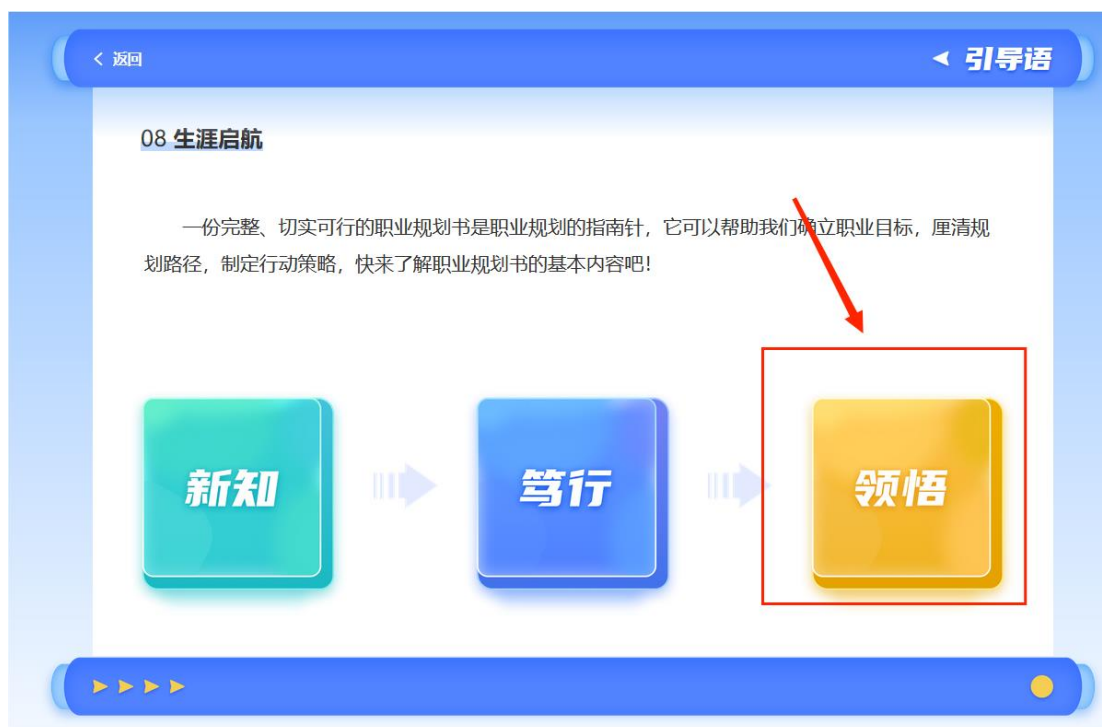 返回
引导语
08 生涯启航
一份完整、切实可行的职业规划书是职业规划的指南针，它可以帮助我们确立职业目标，厘清规
划路径，制定行动策略，快来了解职业规划书的基本内容吧！
新知
笃行
领悟